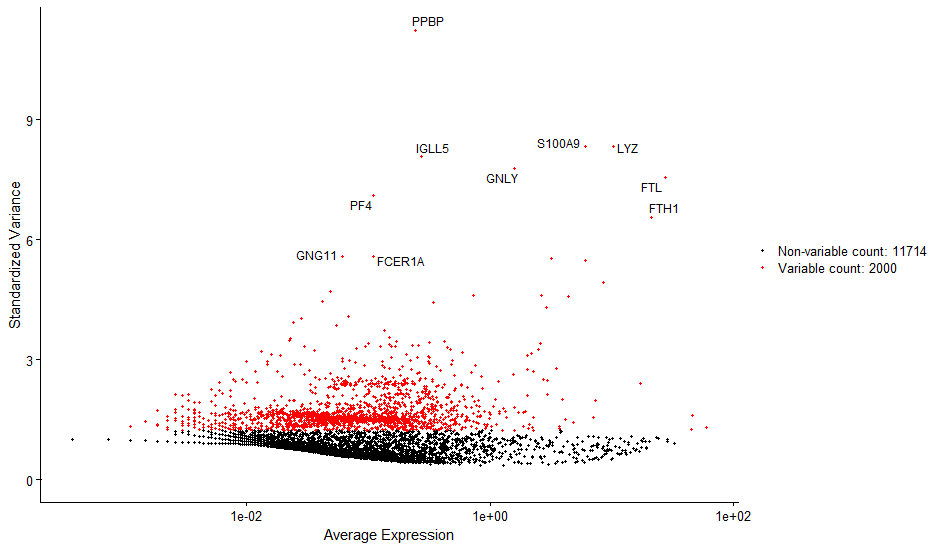 PPBP
9
S100A9
IGLL5
LYZ
GNLY
FTL
PF4
FTH1
6
GNG11
FCER1A
Standardized Variance
Non-variable count: 11714
Variable count: 2000
3
0
1e-02
1e+00
1e+02
Average Expression